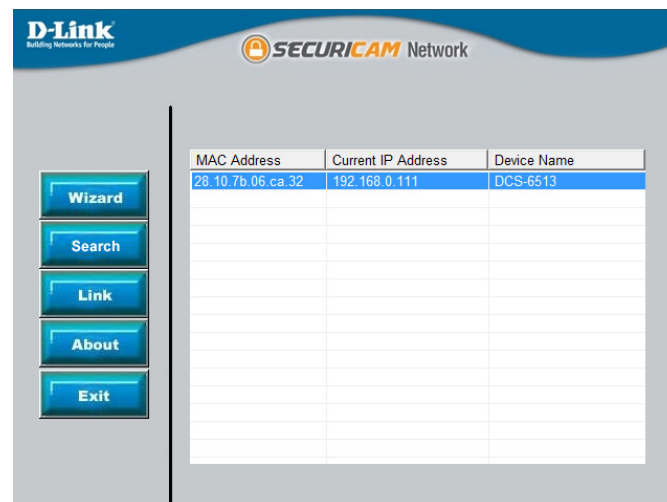 D-Link
Building Networks for People
SECURICAM Network
MAC Address Current IP Address Device Name
28.10.7b.06.ca.32 192.168.0.111 DCS-6513
Wizard
Search
Link
About
Exit